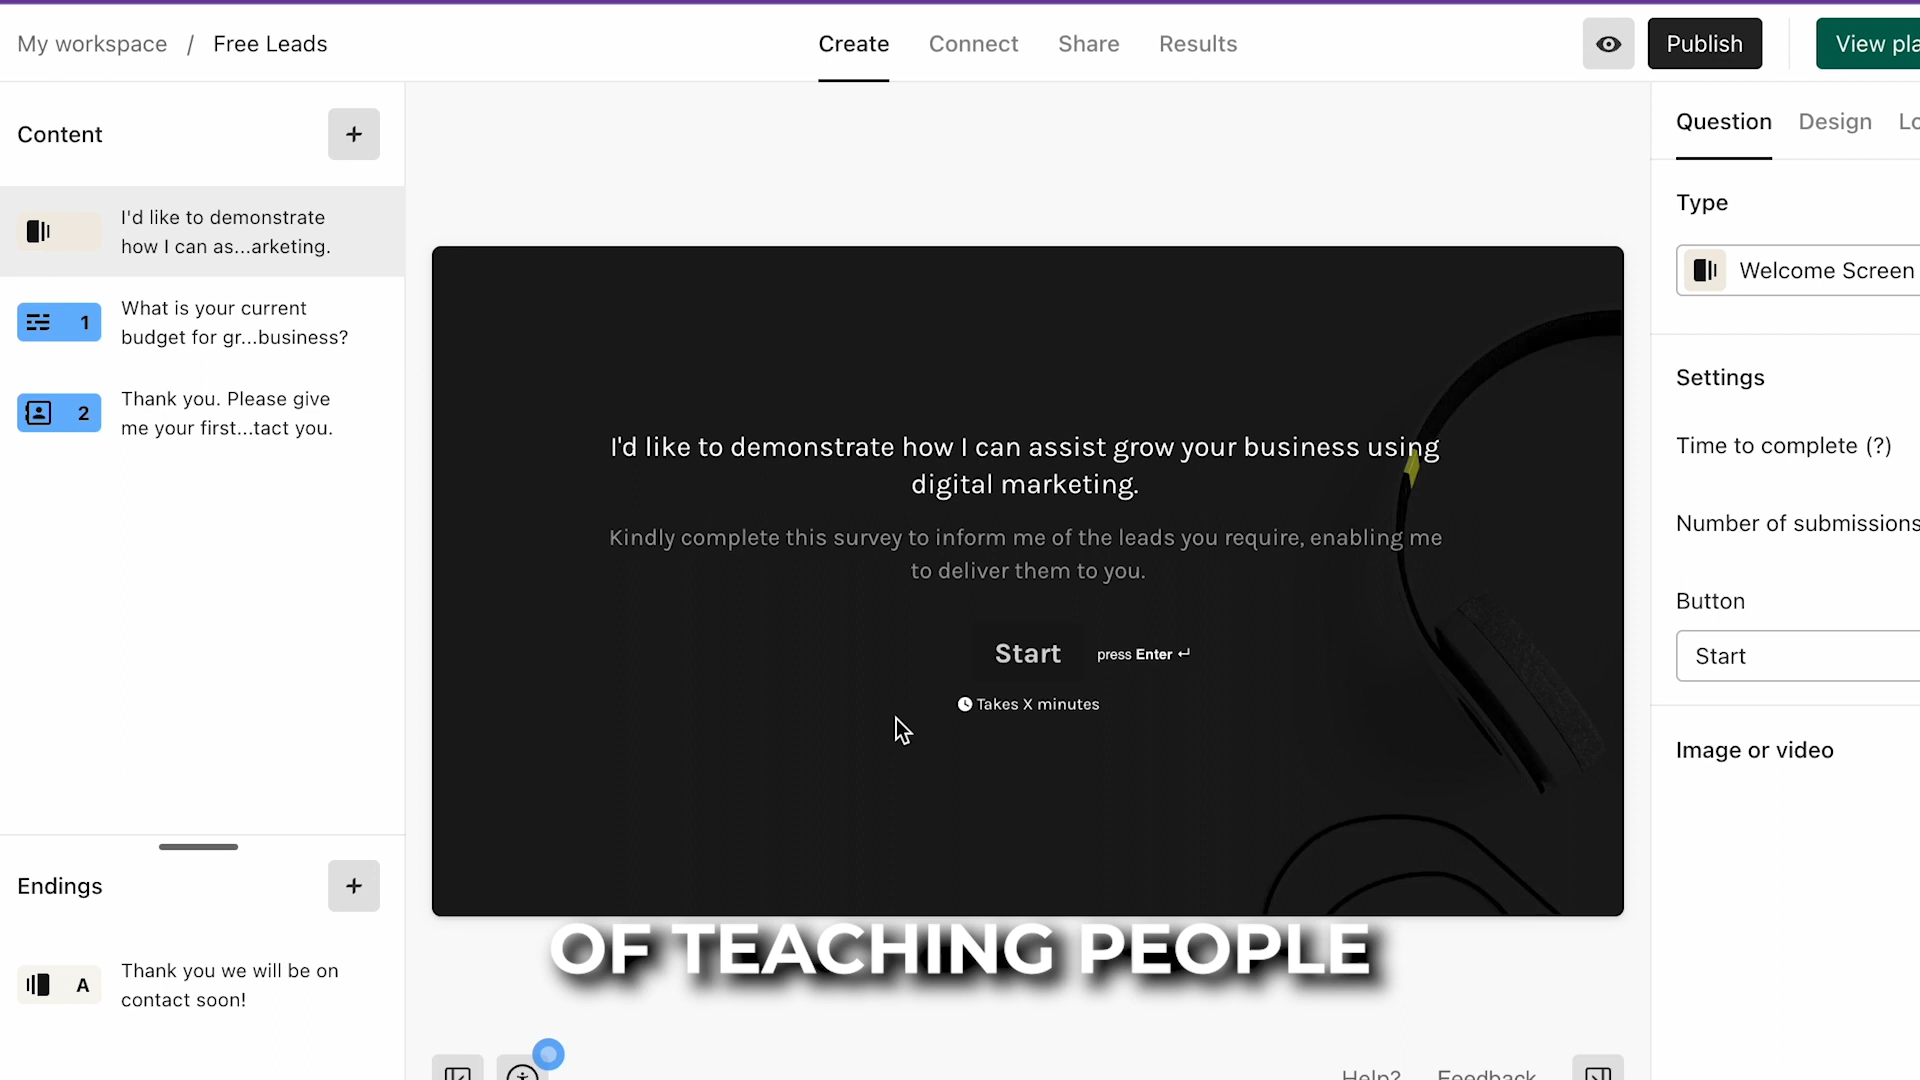 My workspace / Free Leads
Create Connect Share Results
Publish
View pla
Content
+
I'd like to demonstrate
how I can as...arketing.
1
What is your current
budget for gr...business?
2
Thank you. Please give
me your first...tact you.
Endings
+
A
Thank you we will be on
contact soon!
I'd like to demonstrate how I can assist grow your business using
digital marketing.
Kindly complete this survey to inform me of the leads you require, enabling me
to deliver them to you.
Start
press Enter ↵
Takes X minutes
OF TEACHING PEOPLE
Help? Feedback
Question Design Lo
Type
Welcome Screen
Settings
Time to complete (?)
Number of submissions
Button
Start
Image or video